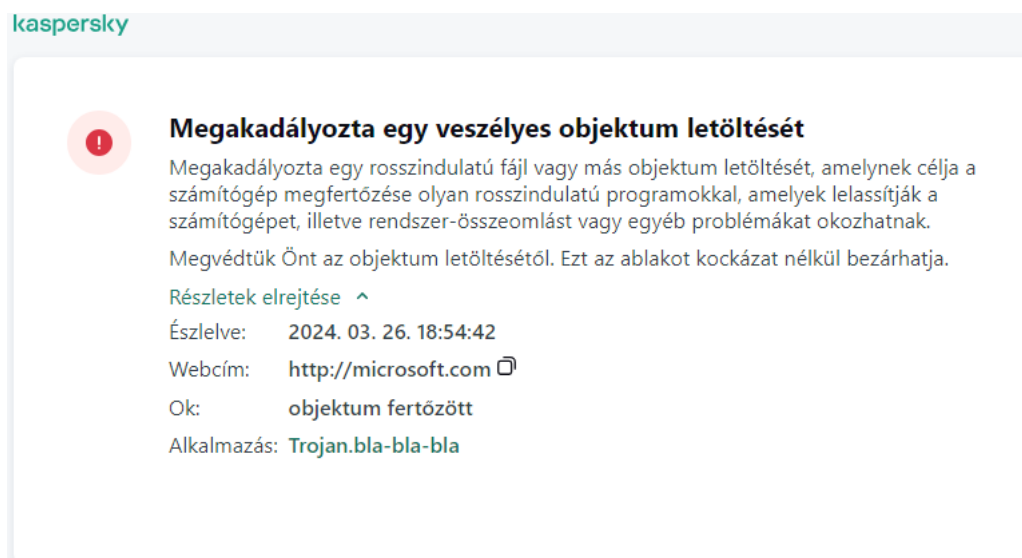 kaspersky
Megakadályozta egy veszélyes objektum letöltését
Megakadályozta egy rosszindulatú fájl vagy más objektum letöltését, amelynek célja a
számítógép megfertőzése olyan rosszindulatú programokkal, amelyek lelassítják a
számítógépet, illetve rendszer-összeomlást vagy egyéb problémákat okozhatnak.
Megvédtük Önt az objektum letöltésétől. Ezt az ablakot kockázat nélkül bezárhatja.
Részletek elrejtése
Észlelve: 2024. 03. 26. 18:54:42
Webcím: http://microsoft.com
Ok: objektum fertőzött
Alkalmazás: Trojan.bla-bla-bla